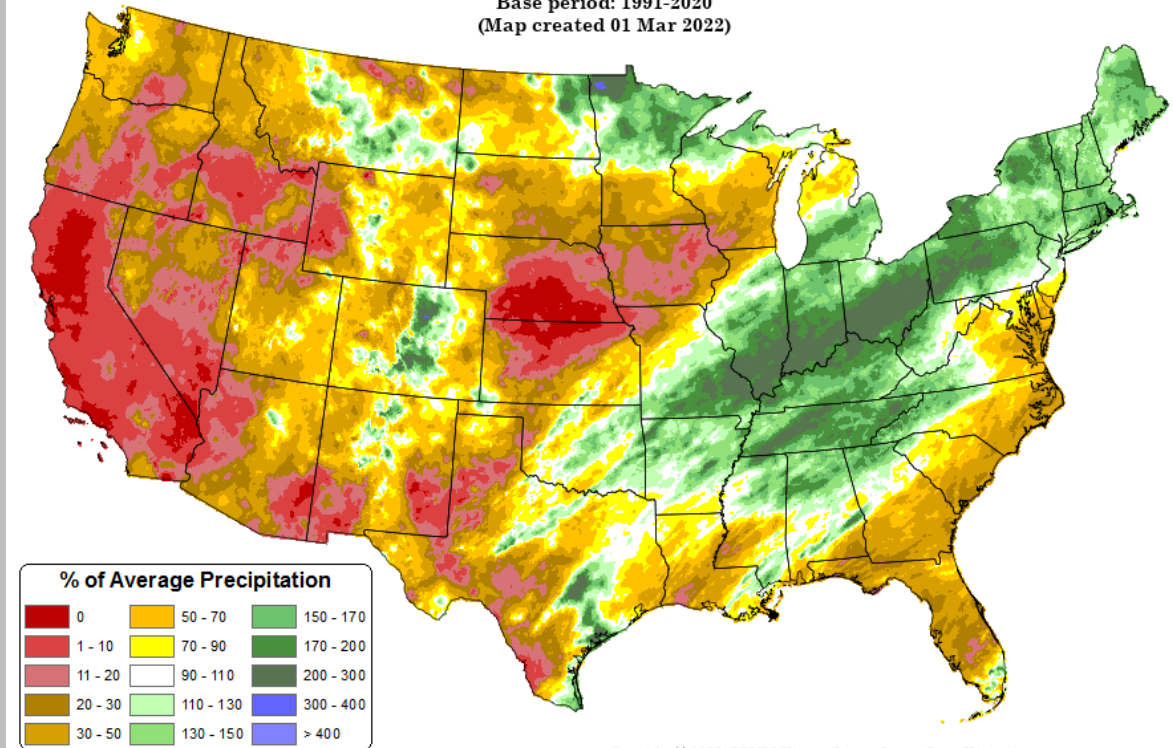 Base period: 1991-2020
(Map created 01 Mar 2022)
% of Average Precipitation
0
50 - 70
150 - 170
1 - 10
70 - 90
170 - 200
11 - 20
90 - 110
200 - 300
20 - 30
110 - 130
300 - 400
30 - 50
130 - 150
> 400